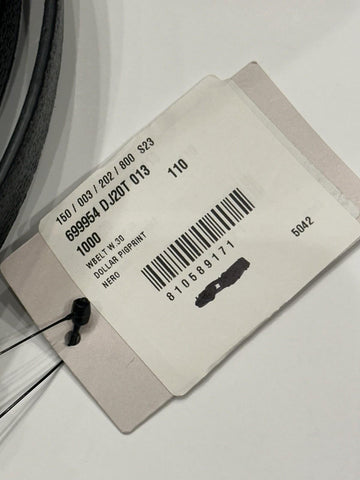 150 / 003 / 202 / 800 S23
699954 DJ20T 013 110
1000
WBELT W.30
DOLLAR PIGPRINT
NERO
810589171
5042